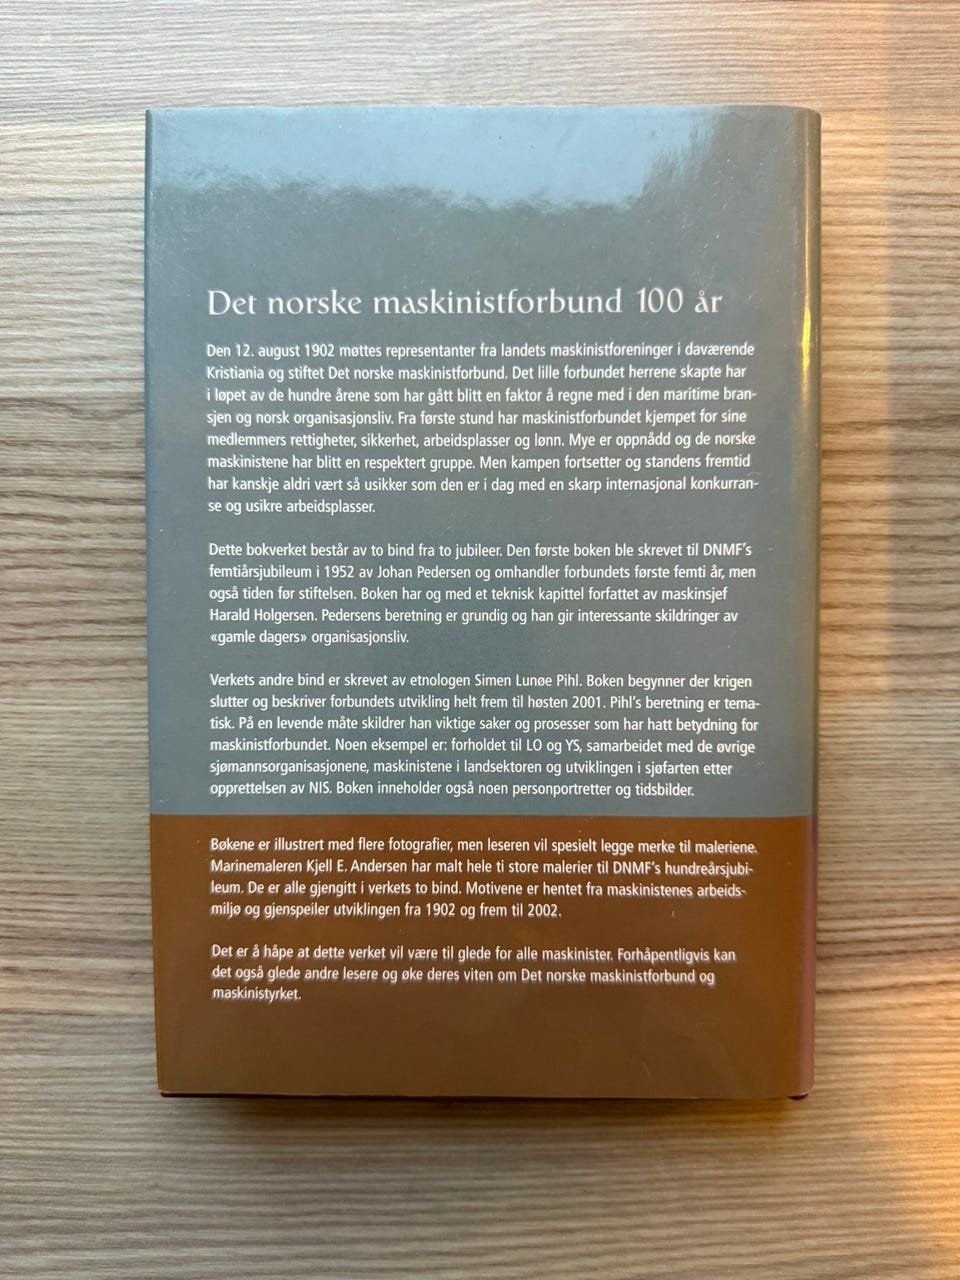 Det norske maskinistforbund 100 år
Den 12. august 1902 møttes representanter fra landets maskinistforeninger i daværende
Kristiania og stiftet Det norske maskinistforbund. Det lille forbundet herrene skapte har
i løpet av de hundre årene som har gått blitt en faktor å regne med i den maritime bran-
sjen og norsk organisasjonsliv. Fra første stund har maskinistforbundet kjempet for sine
medlemmers rettigheter, sikkerhet, arbeidsplasser og lønn. Mye er oppnådd og de norske
maskinistene har blitt en respektert gruppe. Men kampen fortsetter og standens fremtid
har kanskje aldri vært så usikker som den er i dag med en skarp internasjonal konkurran-
se og usikre arbeidsplasser.
Dette bokverket består av to bind fra to jubileer. Den første boken ble skrevet til DNMF's
femtiårsjubileum i 1952 av Johan Pedersen og omhandler forbundets første femti år, men
også tiden før stiftelsen. Boken har og med et teknisk kapittel forfattet av maskinsjef
Harald Holgersen. Pedersens beretning er grundig og han gir interessante skildringer av
«gamle dagers» organisasjonsliv.
Verkets andre bind er skrevet av etnologen Simen Lunøe Pihl. Boken begynner der krigen
slutter og beskriver forbundets utvikling helt frem til høsten 2001. Pihl's beretning er tema-
tisk. På en levende måte skildrer han viktige saker og prosesser som har hatt betydning for
maskinistforbundet. Noen eksempel er: forholdet til LO og YS, samarbeidet med de øvrige
sjømannsorganisasjonene, maskinistene i landsektoren og utviklingen i sjøfarten etter
opprettelsen av NIS. Boken inneholder også noen personportretter og tidsbilder.
Bøkene er illustrert med flere fotografier, men leseren vil spesielt legge merke til maleriene.
Marinemaleren Kjell E. Andersen har malt hele ti store malerier til DNMF's hundreårsjubi-
leum. De er alle gjengitt i verkets to bind. Motivene er hentet fra maskinistenes arbeids-
miljø og gjenspeiler utviklingen fra 1902 og frem til 2002.
Det er å håpe at dette verket vil være til glede for alle maskinister. Forhåpentligvis kan
det også glede andre lesere og øke deres viten om Det norske maskinistforbund og
maskinistyrket.